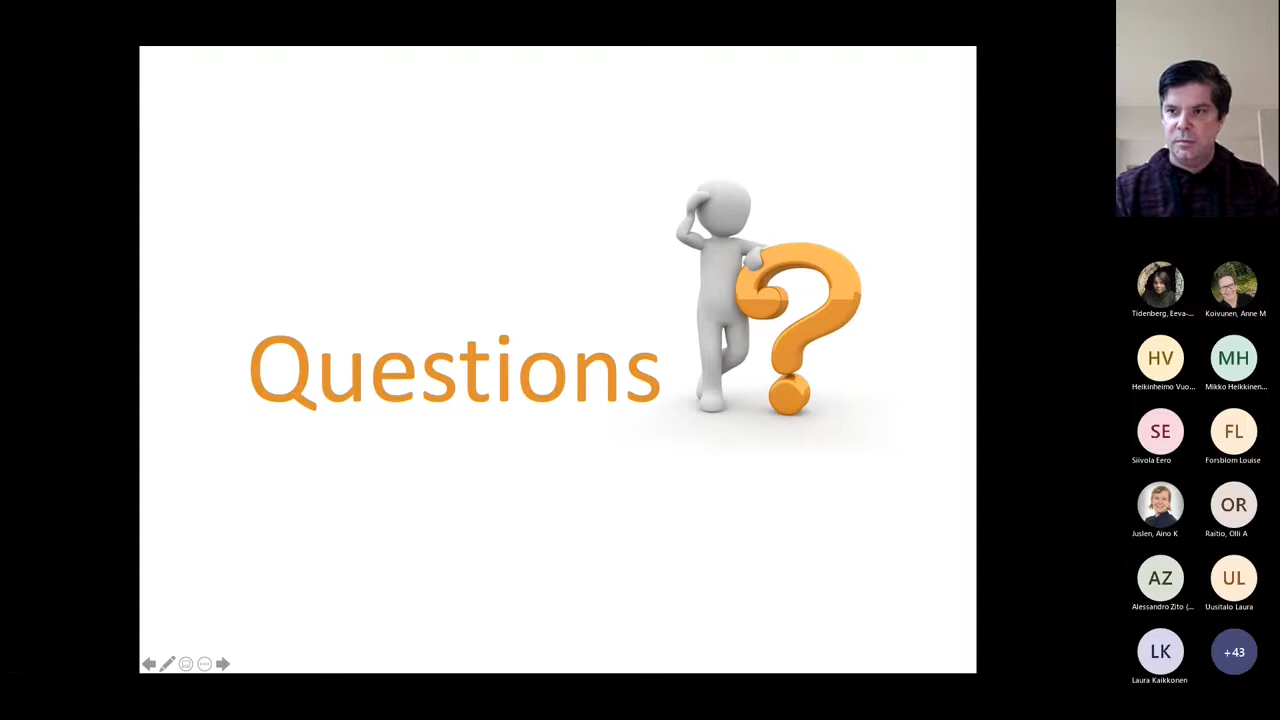 Questions
?
Tidenberg, Eeva-...
Koivunen, Anne M
HV
MH
Heikinheimo Vuo...
Mikko Heikkinen...
SE
FL
Siivola Eero
Forsblom Louise
OR
Juslen, Aino K
Raitio, Olli A
AZ
UL
Alessandro Zito (...
Uusitalo Laura
LK
+43
Laura Kaikkonen